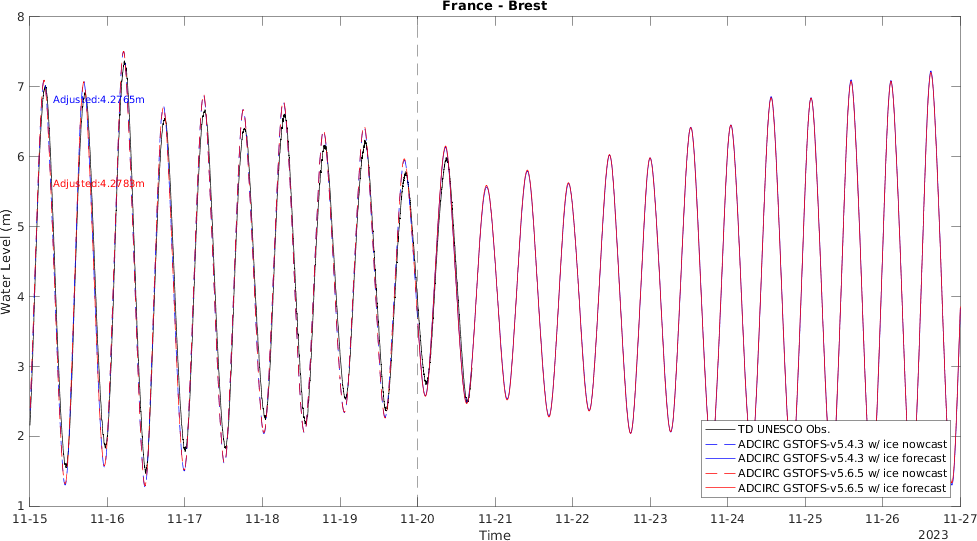 France - Brest
8
7
6
5
4
3
2
1
Water Level (m)
Adjusted:4.2765m
Adjusted:4.2783m
TD UNESCO Obs.
ADCIRC GSTOFS-v5.4.3 w/ ice nowcast
ADCIRC GSTOFS-v5.4.3 w/ ice forecast
ADCIRC GSTOFS-v5.6.5 w/ ice nowcast
ADCIRC GSTOFS-v5.6.5 w/ ice forecast
11-15 11-16 11-17 11-18 11-19 11-20 11-21 11-22 11-23 11-24 11-25 11-26 11-27
Time
2023